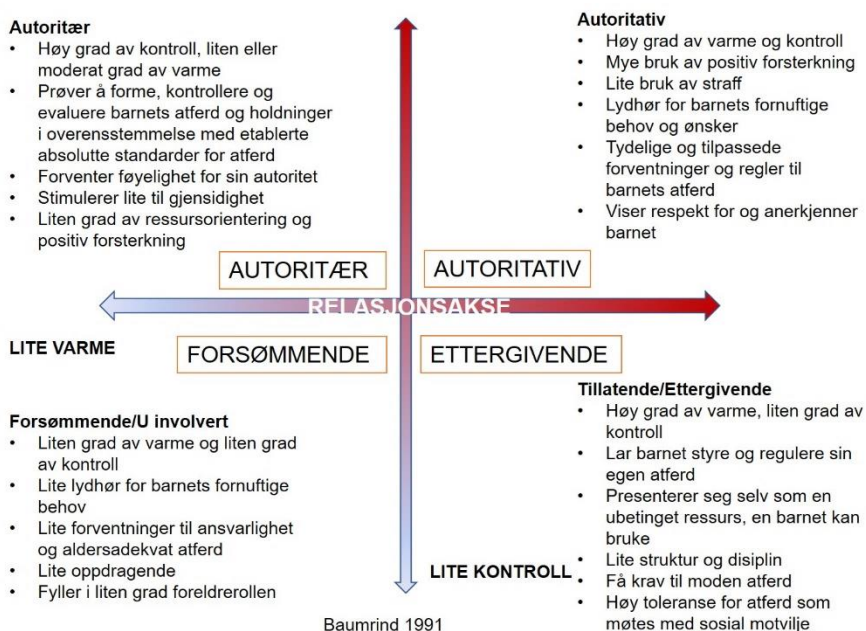 Autoritær
• Høy grad av kontroll, liten eller
moderat grad av varme
• Prøver å forme, kontrollere og
evaluere barnets atferd og holdninger
i overensstemmelse med etablerte
absolutte standarder for atferd
• Forventer føyelighet for sin autoritet
• Stimulerer lite til gjensidighet
• Liten grad av ressursorientering og
positiv forsterkning
Autoritativ
• Høy grad av varme og kontroll
• Mye bruk av positiv forsterkning
• Lite bruk av straff
• Lydhør for barnets fornuftige
behov og ønsker
• Tydelige og tilpassede
forventninger og regler til
barnets atferd
• Viser respekt for og anerkjenner
barnet
AUTORITÆR
AUTORITATIV
RELASJONSAKSE
LITE VARME
FORSØMMENDE
ETTERGIVENDE
Forsømmende/U involvert
• Liten grad av varme og liten grad
av kontroll
• Lite lydhør for barnets fornuftige
behov
• Lite forventninger til ansvarlighet
og aldersadekvat atferd
• Lite oppdragende
• Fyller i liten grad foreldrerollen
Tillatende/Ettergivende
• Høy grad av varme, liten grad av
kontroll
• Lar barnet styre og regulere sin
egen atferd
• Presenterer seg selv som en
ubetinget ressurs, en barnet kan
bruke
• Lite struktur og disiplin
• Få krav til moden atferd
• Høy toleranse for atferd som
møtes med sosial motvilje
LITE KONTROLL
Baumrind 1991